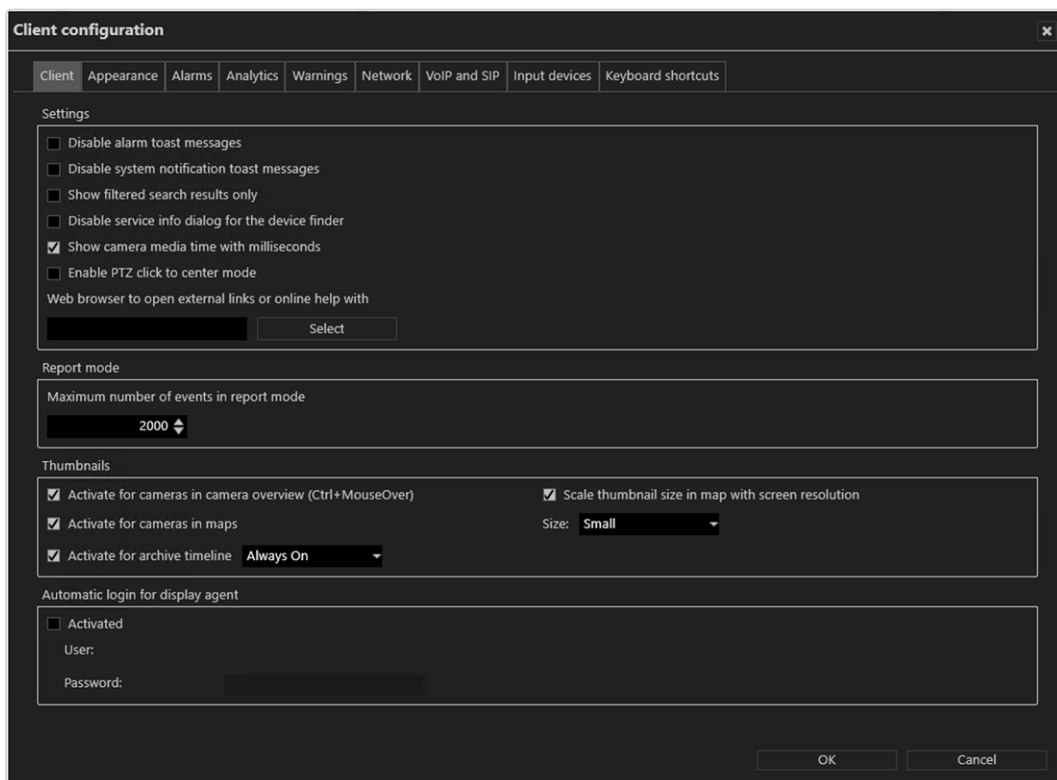 Client configuration
Client Appearance Alarms Analytics Warnings Network VoIP and SIP Input devices Keyboard shortcuts
Settings
Disable alarm toast messages
Disable system notification toast messages
Show filtered search results only
Disable service info dialog for the device finder
Show camera media time with milliseconds
Enable PTZ click to center mode
Web browser to open external links or online help with
Select
Report mode
Maximum number of events in report mode
2000
Thumbnails
Activate for cameras in camera overview (Ctrl+MouseOver) Scale thumbnail size in map with screen resolution
Activate for cameras in maps Size: Small
Activate for archive timeline Always On
Automatic login for display agent
Activated
User:
Password:
OK Cancel